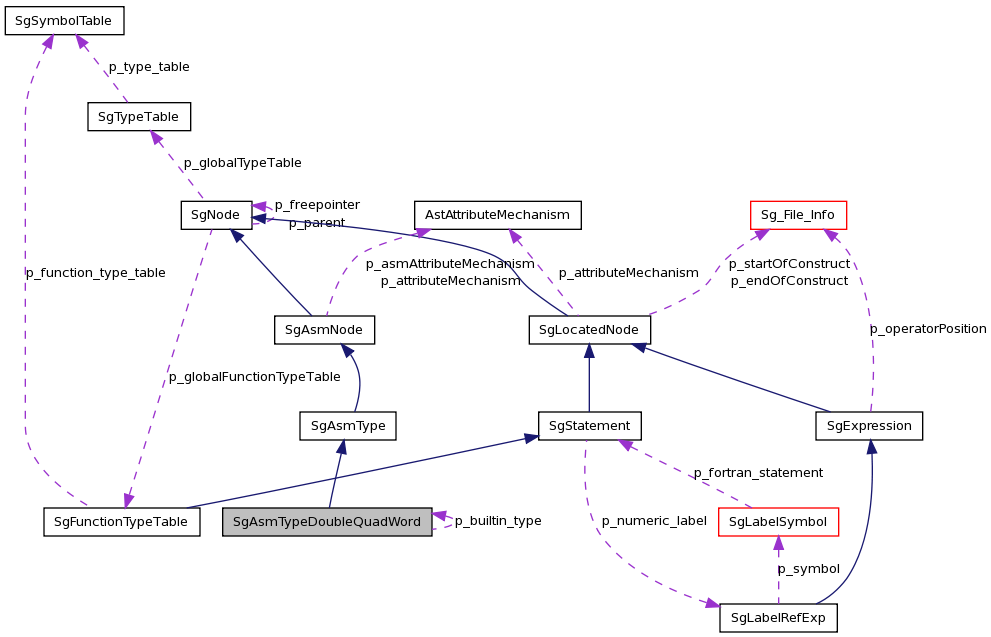 SgSymbolTable
p_type_table
SgTypeTable
p_globalTypeTable
SgNode
p_freepointer
p_parent
AstAttributeMechanism
Sg_File_Info
p_function_type_table
p_asmAttributeMechanism
p_attributeMechanism
p_attributeMechanism
p_startOfConstruct
p_endOfConstruct
SgAsmNode
SgLocatedNode
p_operatorPosition
p_globalFunctionTypeTable
SgAsmType
SgStatement
SgExpression
p_fortran_statement
SgFunctionTypeTable
SgAsmTypeDoubleQuadWord
p_builtin_type
p_numeric_label
SgLabelSymbol
p_symbol
SgLabelRefExp